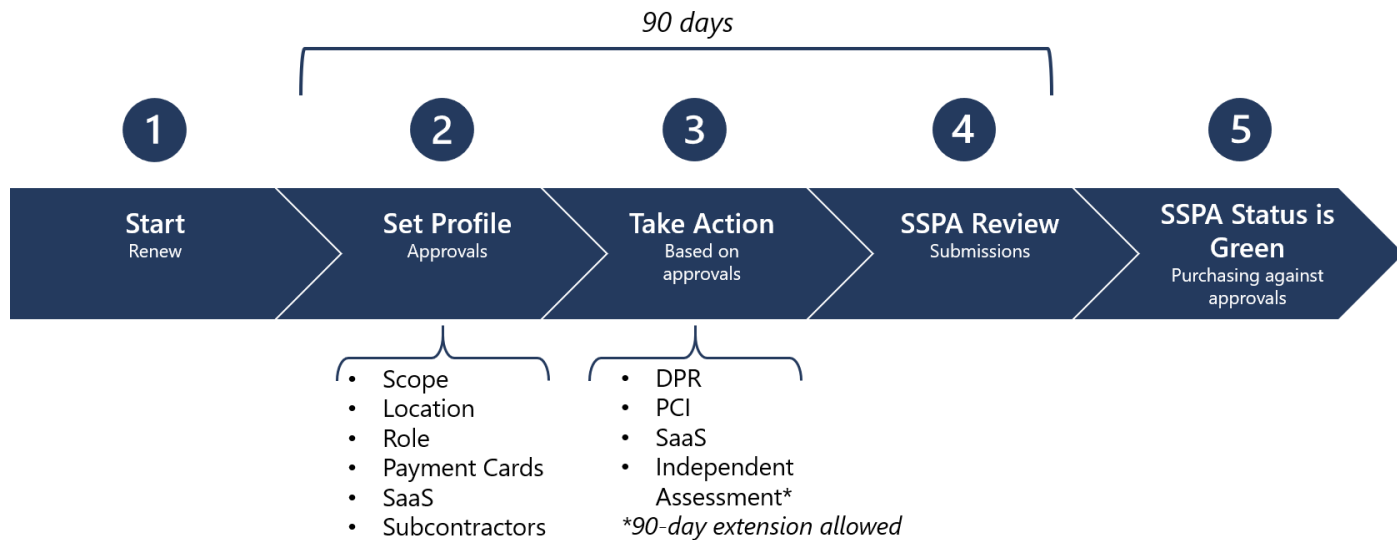 90 days
1
2
3
4
5
Start
Renew
Set Profile
Approvals
Take Action
Based on
approvals
SSPA Review
Submissions
SSPA Status is
Green
Purchasing against
approvals
• Scope
• Location
• Role
• Payment Cards
• SaaS
• Subcontractors
• DPR
• PCI
• SaaS
• Independent
Assessment*
*90-day extension allowed